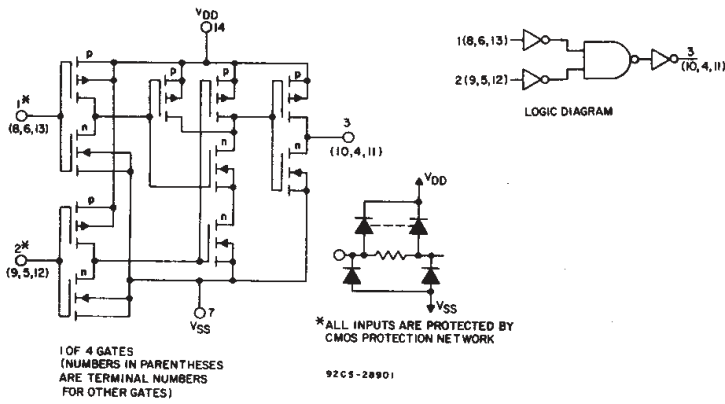 VDD
14
p
p
p
p
1*
(8,6,13)
n
n
n
3
(10,4,11)
p
2*
(9,5,12)
n
n
7
VSS
1 OF 4 GATES
(NUMBERS IN PARENTHESES
ARE TERMINAL NUMBERS
FOR OTHER GATES)
1(8,6,13)
2(9,5,12)
3
(10,4,11)
LOGIC DIAGRAM
VDD
VSS
*ALL INPUTS ARE PROTECTED BY
CMOS PROTECTION NETWORK
92CS-28901